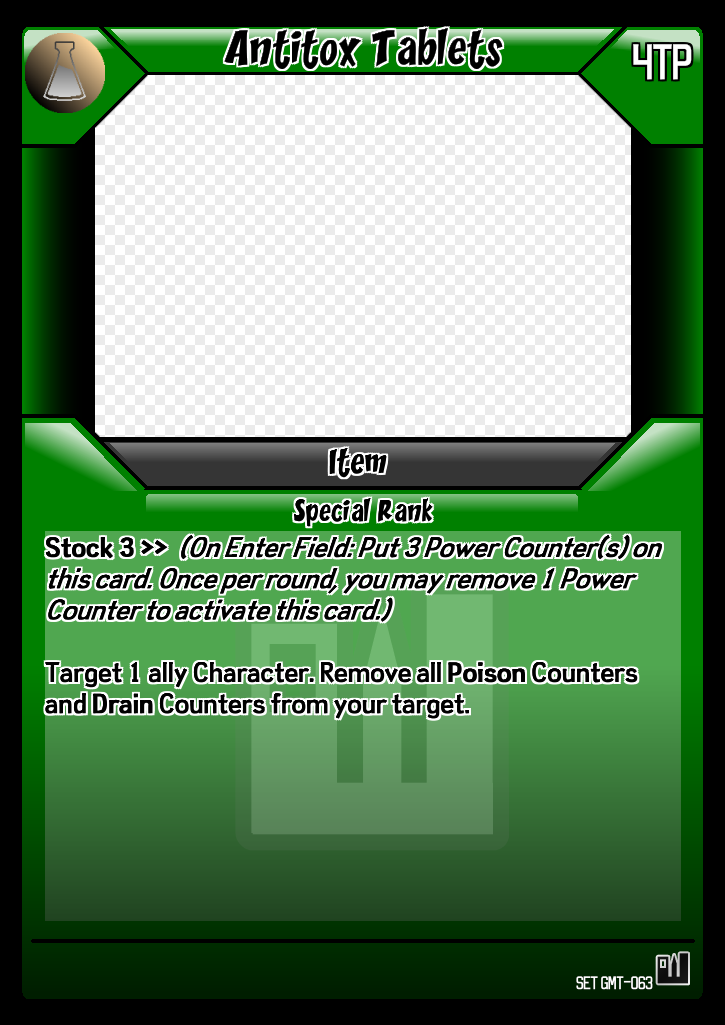 Antitox Tablets
4TP
Item
Special Rank
Stock 3 >> (On Enter Field: Put 3 Power Counter(s) on
this card. Once per round, you may remove 1 Power
Counter to activate this card.)
Target 1 ally Character. Remove all Poison Counters
and Drain Counters from your target.
SET GMT-063